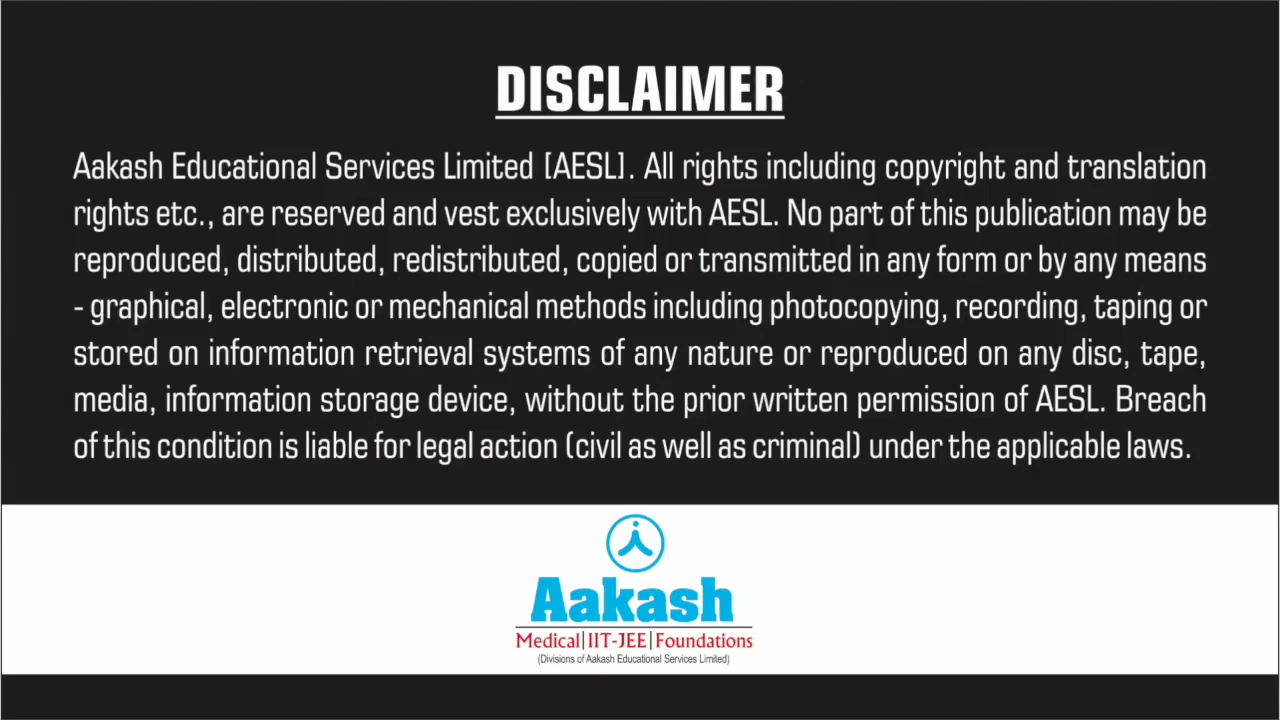 DISCLAIMER
Aakash Educational Services Limited [AESL]. All rights including copyright and translation
rights etc., are reserved and vest exclusively with AESL. No part of this publication may be
reproduced, distributed, redistributed, copied or transmitted in any form or by any means
- graphical, electronic or mechanical methods including photocopying, recording, taping or
stored on information retrieval systems of any nature or reproduced on any disc, tape,
media, information storage device, without the prior written permission of AESL. Breach
of this condition is liable for legal action (civil as well as criminal) under the applicable laws.
Aakash
Medical|IIT-JEE|Foundations
(Divisions of Aakash Educational Services Limited)